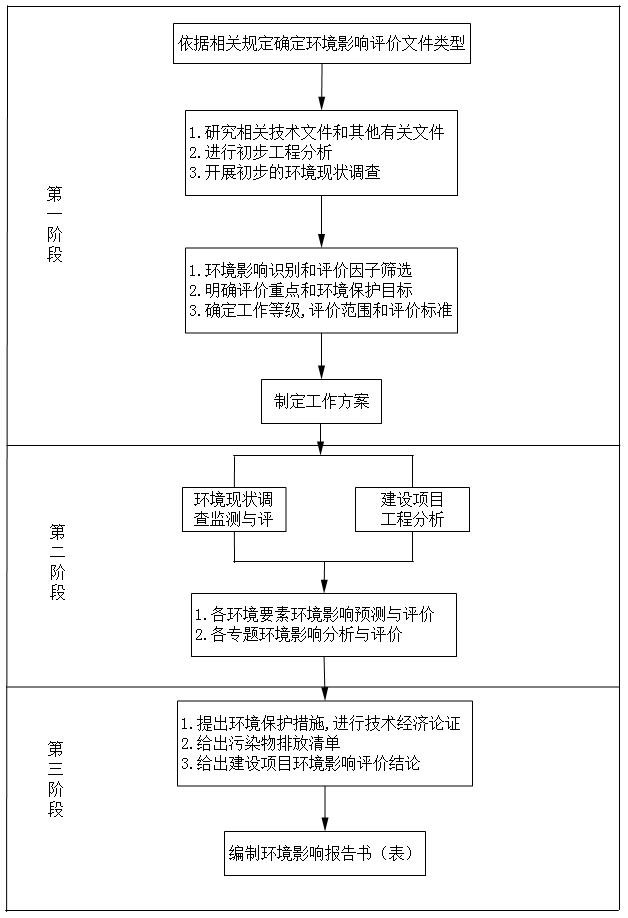 依据相关规定确定环境影响评价文件类型
1.研究相关技术文件和其他有关文件
2.进行初步工程分析
3.开展初步的环境现状调查
第一阶段
1.环境影响识别和评价因子筛选
2.明确评价重点和环境保护目标
3.确定工作等级,评价范围和评价标准
制定工作方案
第二阶段
环境现状调
查监测与评
建设项目
工程分析
1.各环境要素环境影响预测与评价
2.各专题环境影响分析与评价
第三阶段
1.提出环境保护措施,进行技术经济论证
2.给出污染物排放清单
3.给出建设项目环境影响评价结论
编制环境影响报告书（表）